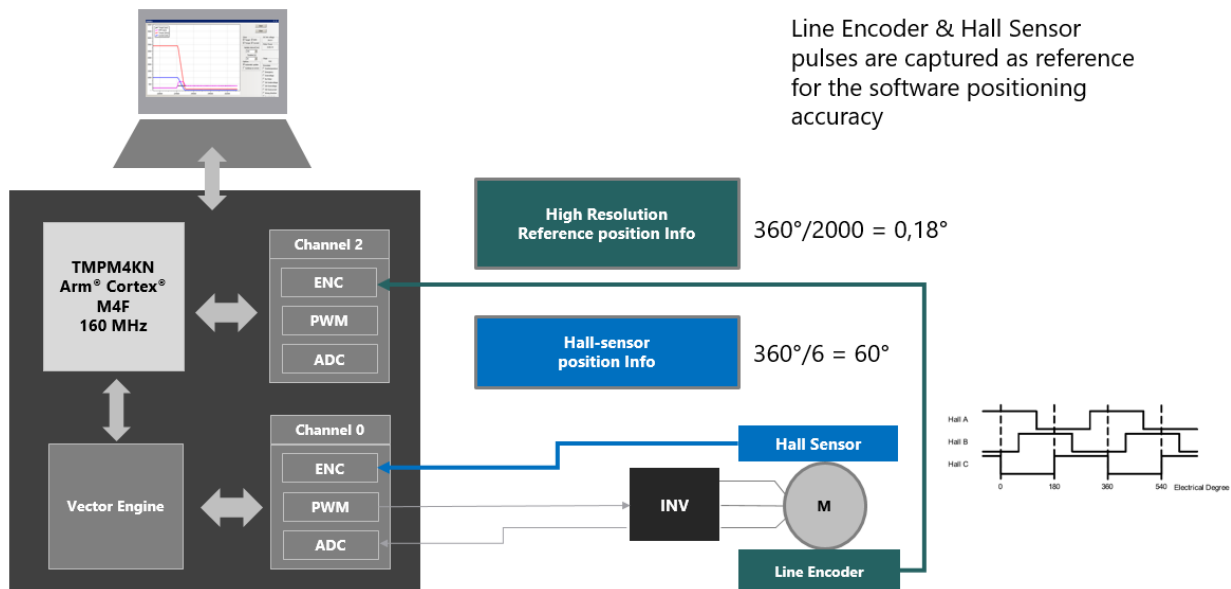 Line Encoder & Hall Sensor
pulses are captured as reference
for the software positioning
accuracy
High Resolution
Reference position Info
360°/2000 = 0,18°
TMPM4KN
Arm® Cortex®
M4F
160 MHz
Channel 2
ENC
PWM
ADC
Hall-sensor
position Info
360°/6 = 60°
Vector Engine
Channel 0
ENC
PWM
ADC
INV
Hall Sensor
M
Line Encoder
Hall A
Hall B
Hall C
0 180 360 540 Electrical Degree